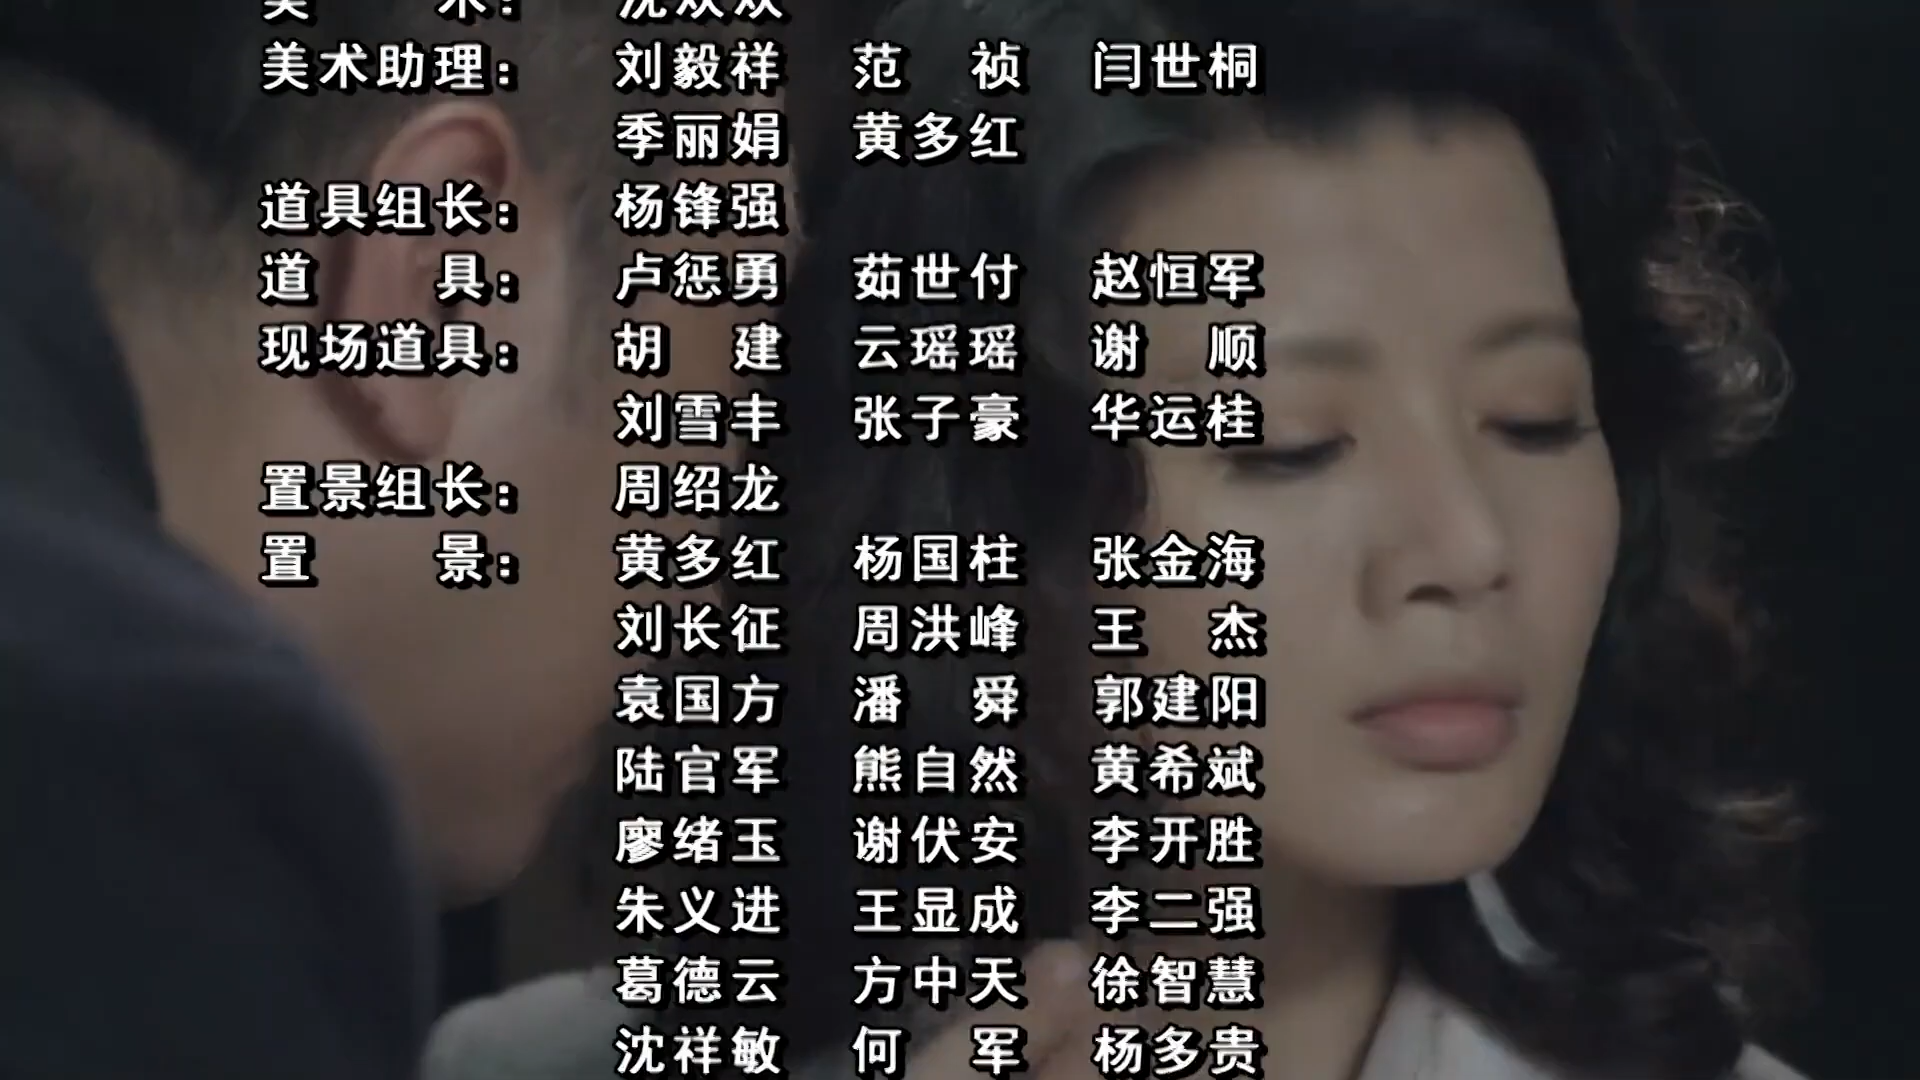 美术助理： 刘毅祥 范祯 闫世桐
季丽娟 黄多红
道具组长： 杨锋强
道具： 卢惩勇 茹世付 赵恒军
现场道具： 胡建 云瑶瑶 谢顺
刘雪丰 张子豪 华运桂
置景组长： 周绍龙
置景： 黄多红 杨国柱 张金海
刘长征 周洪峰 王杰
袁国方 潘舜 郭建阳
陆官军 熊自然 黄希斌
廖绪玉 谢伏安 李开胜
朱义进 王显成 李二强
葛德云 方中天 徐智慧
沈祥敏 何军 杨多贵